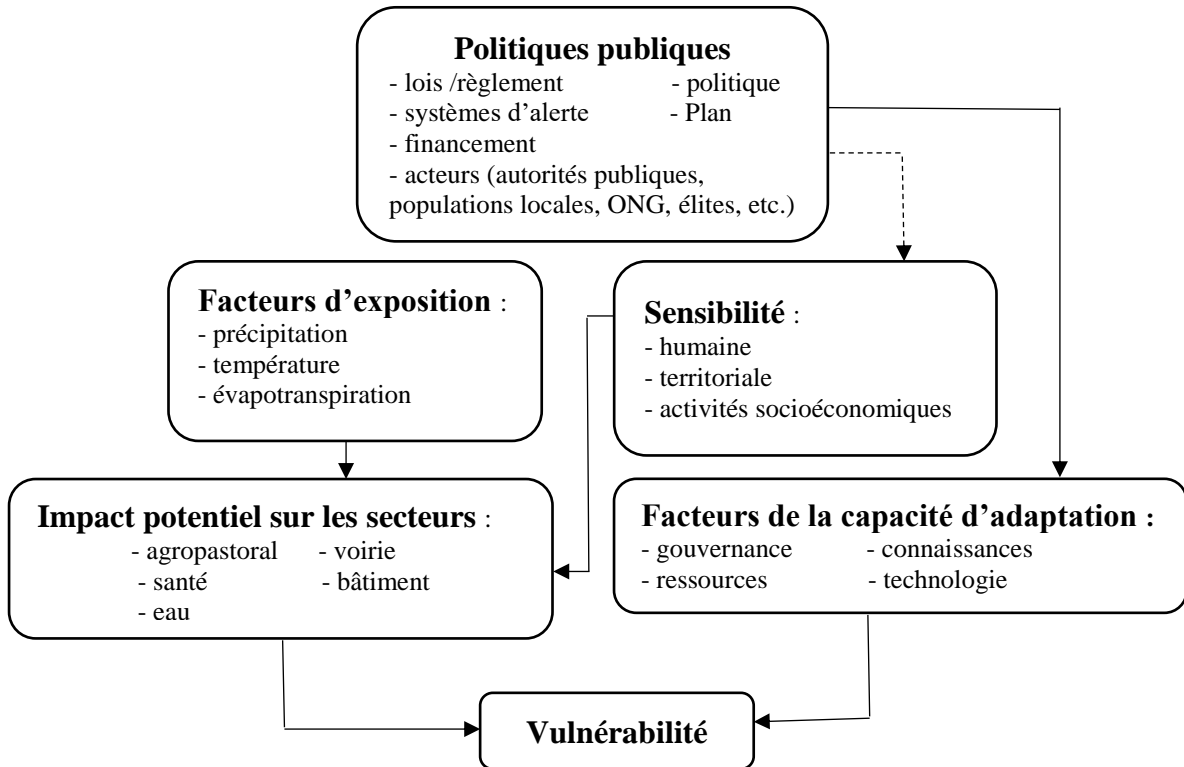 Politiques publiques
- lois /règlement - politique
- systèmes d’alerte - Plan
- financement
- acteurs (autorités publiques,
populations locales, ONG, élites, etc.)
Facteurs d’exposition :
- précipitation
- température
- évapotranspiration
Sensibilité :
- humaine
- territoriale
- activités socioéconomiques
Impact potentiel sur les secteurs :
- agropastoral - voirie
- santé - bâtiment
- eau
Facteurs de la capacité d’adaptation :
- gouvernance - connaissances
- ressources - technologie
Vulnérabilité